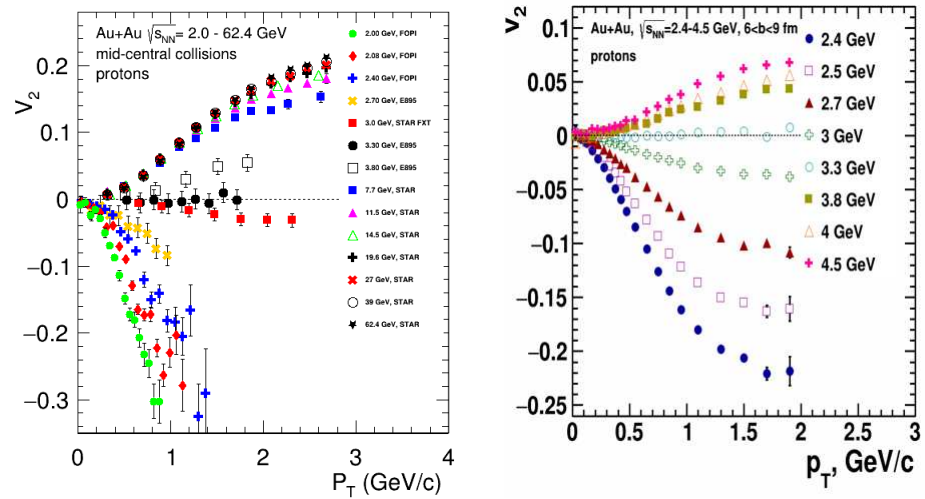 Au+Au √sNN= 2.0 - 62.4 GeV
mid-central collisions
protons
2.00 GeV, FOPI
2.08 GeV, FOPI
2.40 GeV, FOPI
2.70 GeV, E895
3.0 GeV, STAR FXT
3.30 GeV, E895
3.80 GeV, E895
7.7 GeV, STAR
11.5 GeV, STAR
14.5 GeV, STAR
19.6 GeV, STAR
27 GeV, STAR
39 GeV, STAR
62.4 GeV, STAR
V2
0.2
0.1
0
−0.1
−0.2
−0.3
0 1 2 3 4
PT (GeV/c)
Au+Au, √sNN=2.4-4.5 GeV, 6<b<9 fm
protons
2.4 GeV
2.5 GeV
2.7 GeV
3 GeV
3.3 GeV
3.8 GeV
4 GeV
4.5 GeV
v2
0.1
0.05
0
−0.05
−0.1
−0.15
−0.2
−0.25
0 0.5 1 1.5 2 2.5 3
pT, GeV/c